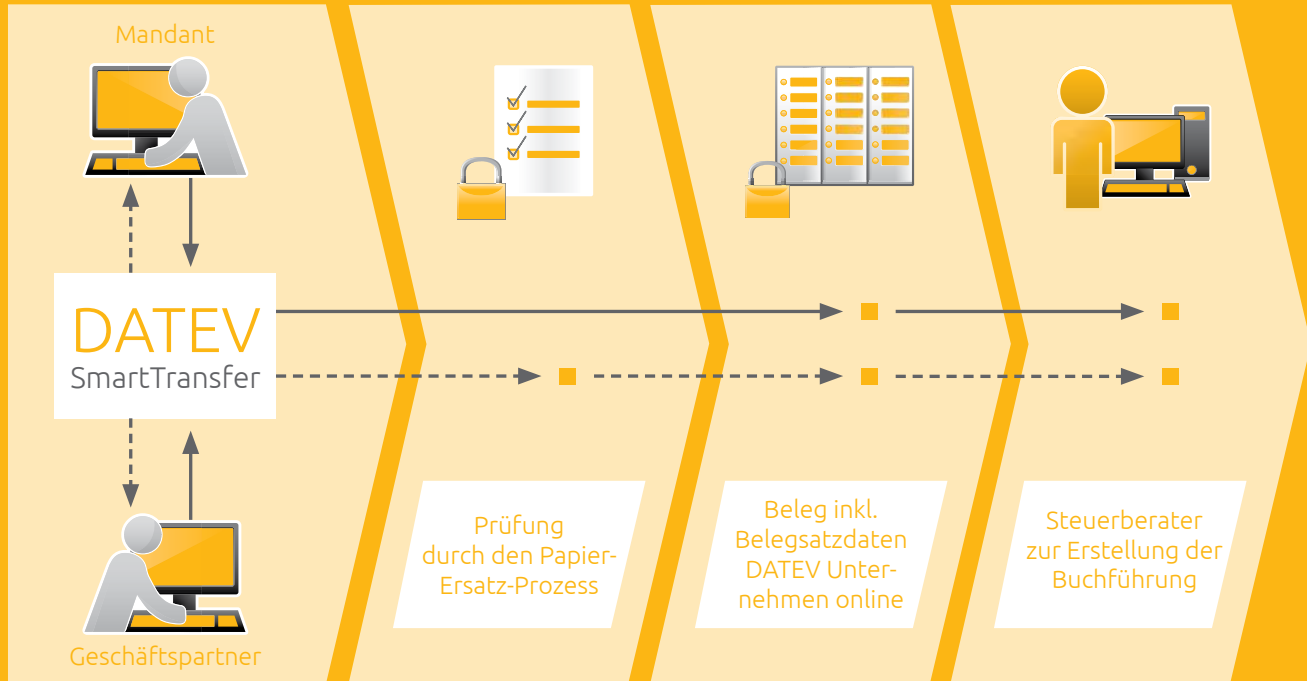 Mandant
DATEV
SmartTransfer
Geschäftspartner
Prüfung
durch den Papier-
Ersatz-Prozess
Beleg inkl.
Belegsatzdaten
DATEV Unter-
nehmen online
Steuerberater
zur Erstellung der
Buchführung